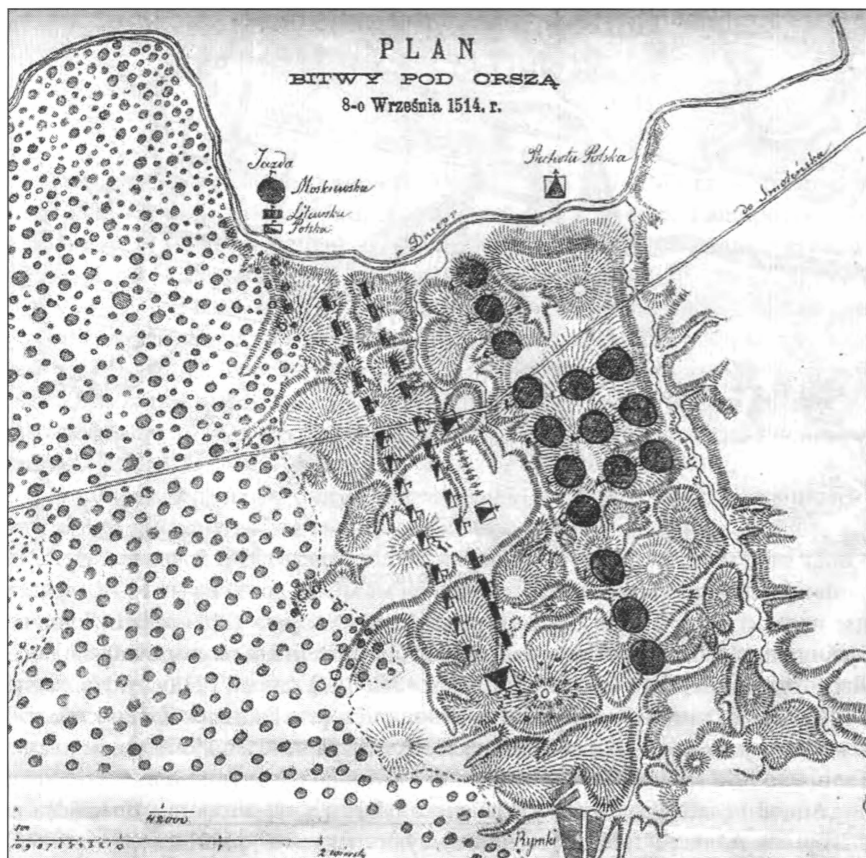 PLAN
BITWY POD ORSZĄ
8-o Września 1514. r.
Jazda
Moskiewska
Litewska
Polska
Piechota Polska
r. Dniepr
do Smoleńska
1/42000
2 wiorsty
Rypki